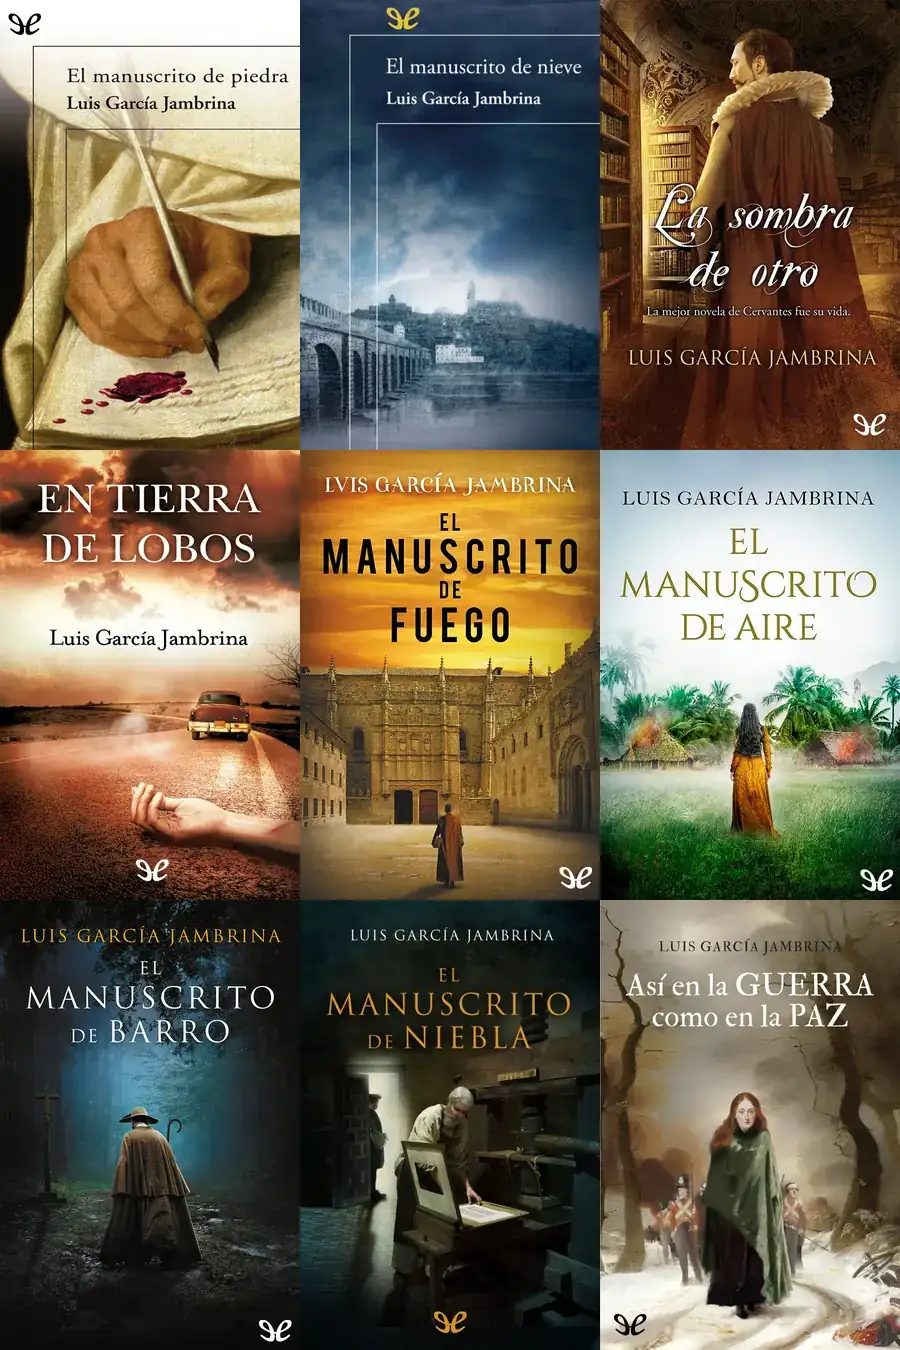 El manuscrito de piedra
Luis García Jambrina
El manuscrito de nieve
Luis García Jambrina
La sombra
de otro
La mejor novela de Cervantes fue su vida.
LUIS GARCÍA JAMBRINA
EN TIERRA
DE LOBOS
Luis García Jambrina
LVIS GARCÍA JAMBRINA
EL
MANUSCRITO
DE
FUEGO
LUIS GARCÍA JAMBRINA
EL
MANUSCRITO
DE AIRE
LUIS GARCÍA JAMBRINA
EL
MANUSCRITO
DE BARRO
LUIS GARCÍA JAMBRINA
EL
MANUSCRITO
DE NIEBLA
LUIS GARCÍA JAMBRINA
Así en la GUERRA
como en la PAZ